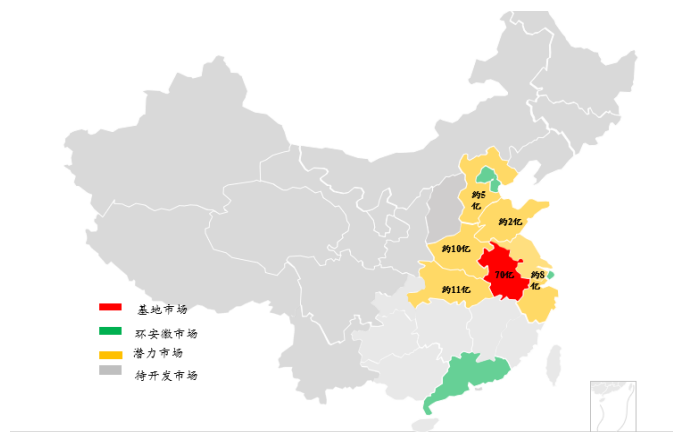 约5
亿
约2亿
约10亿
70亿
约8
亿
约11亿
基地市场
环安徽市场
潜力市场
待开发市场